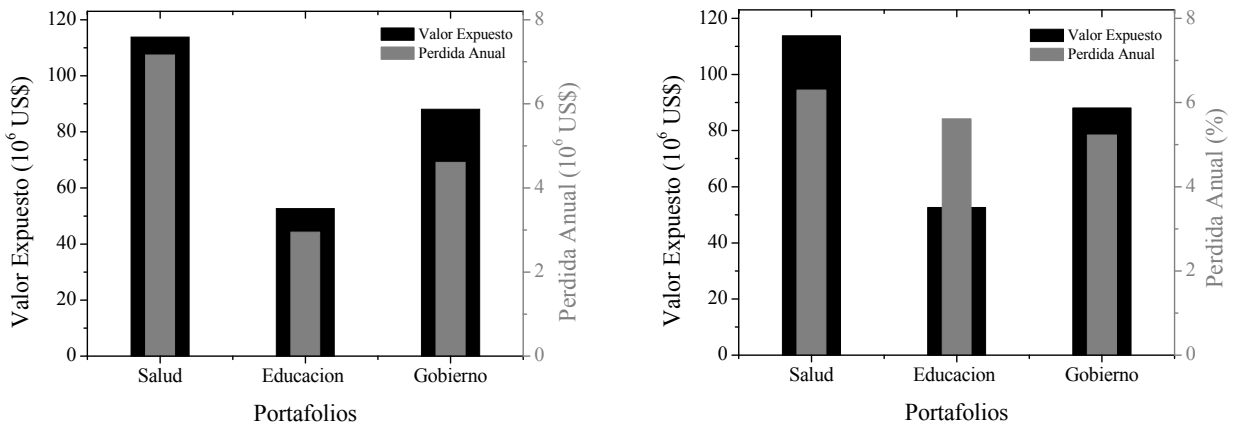 120
100
80
60
40
20
0
Valor Expuesto (10⁶ US$)
Valor Expuesto
Perdida Anual
8
6
4
2
0
Perdida Anual (10⁶ US$)
Salud Educacion Gobierno
Portafolios
120
100
80
60
40
20
0
Valor Expuesto (10⁶ US$)
Valor Expuesto
Perdida Anual
8
6
4
2
0
Perdida Anual (%)
Salud Educacion Gobierno
Portafolios